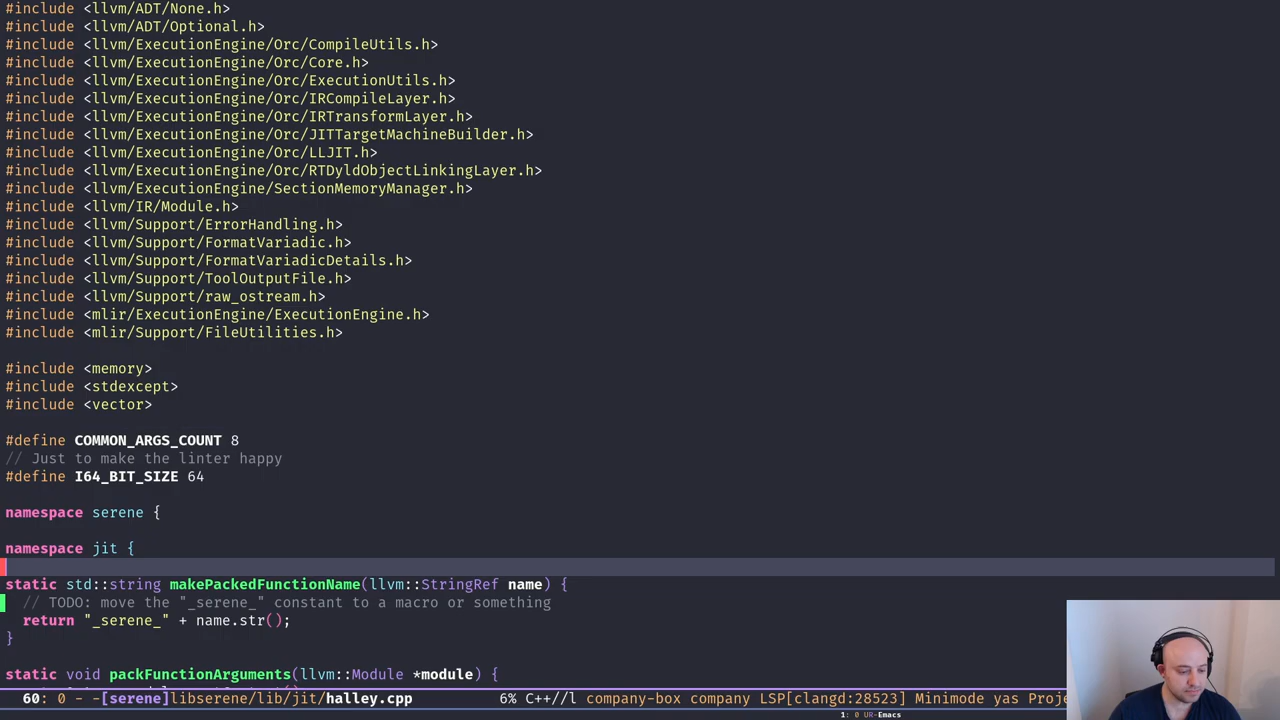 #include <llvm/ADT/None.h>
#include <llvm/ADT/Optional.h>
#include <llvm/ExecutionEngine/Orc/CompileUtils.h>
#include <llvm/ExecutionEngine/Orc/Core.h>
#include <llvm/ExecutionEngine/Orc/ExecutionUtils.h>
#include <llvm/ExecutionEngine/Orc/IRCompileLayer.h>
#include <llvm/ExecutionEngine/Orc/IRTransformLayer.h>
#include <llvm/ExecutionEngine/Orc/JITTargetMachineBuilder.h>
#include <llvm/ExecutionEngine/Orc/LLJIT.h>
#include <llvm/ExecutionEngine/Orc/RTDyldObjectLinkingLayer.h>
#include <llvm/ExecutionEngine/SectionMemoryManager.h>
#include <llvm/IR/Module.h>
#include <llvm/Support/ErrorHandling.h>
#include <llvm/Support/FormatVariadic.h>
#include <llvm/Support/FormatVariadicDetails.h>
#include <llvm/Support/ToolOutputFile.h>
#include <llvm/Support/raw_ostream.h>
#include <mlir/ExecutionEngine/ExecutionEngine.h>
#include <mlir/Support/FileUtilities.h>
#include <memory>
#include <stdexcept>
#include <vector>
#define COMMON_ARGS_COUNT 8
// Just to make the linter happy
#define I64_BIT_SIZE 64
namespace serene {
namespace jit {
static std::string makePackedFunctionName(llvm::StringRef name) {
// TODO: move the "_serene_" constant to a macro or something
return "_serene_" + name.str();
}
static void packFunctionArguments(llvm::Module *module) {
60: 0 - -[serene]libserene/lib/jit/halley.cpp 6% C++//l company-box company LSP[clangd:28523] Minimode yas Proje
1: 0 UR-Emacs